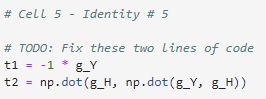 # Cell 5 - Identity # 5
# TODO: Fix these two lines of code
t1 = -1 * g_Y
t2 = np.dot(g_H, np.dot(g_Y, g_H))